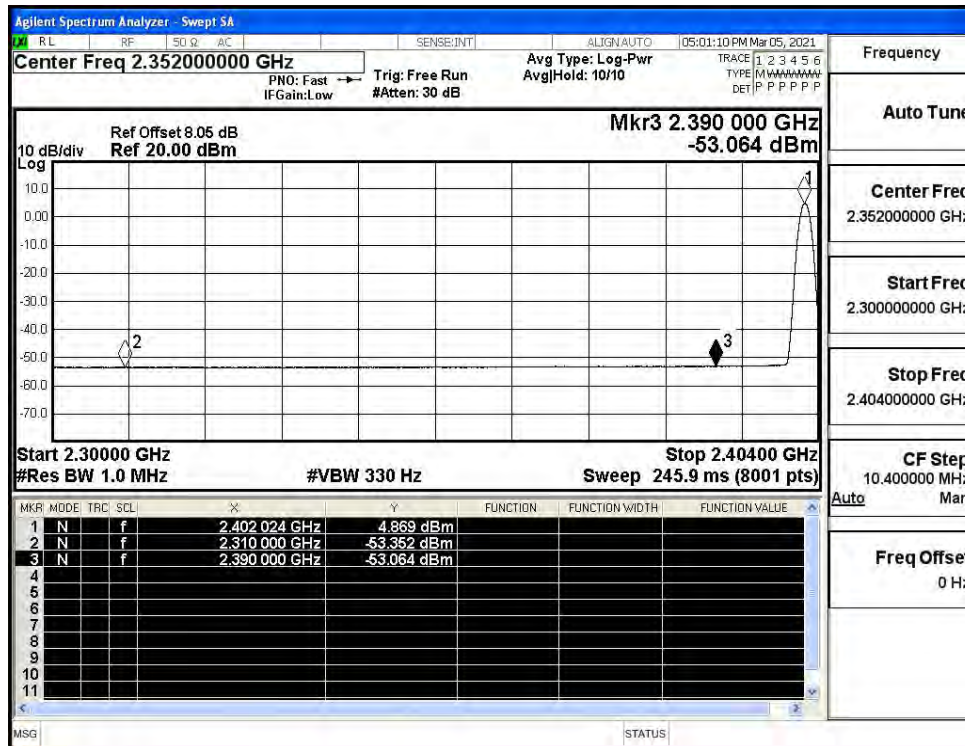 Agilent Spectrum Analyzer - Swept SA
LXI RL RF 50 Ω AC SENSE:INT ALIGN AUTO 05:01:10 PM Mar 05, 2021
Center Freq 2.352000000 GHz
PNO: Fast
IFGain:Low
Trig: Free Run
#Atten: 30 dB
Avg Type: Log-Pwr
Avg|Hold: 10/10
TRACE 1 2 3 4 5 6
TYPE M WWWWW
DET P P P P P P
Mkr3 2.390 000 GHz
-53.064 dBm
Ref Offset 8.05 dB
10 dB/div Ref 20.00 dBm
Log
10.0
0.00
-10.0
-20.0
-30.0
-40.0
-50.0
-60.0
-70.0
1
2
3
Start 2.30000 GHz Stop 2.40400 GHz
#Res BW 1.0 MHz #VBW 330 Hz Sweep 245.9 ms (8001 pts)
MKR MODE TRC SCL X Y FUNCTION FUNCTION WIDTH FUNCTION VALUE
1 N f 2.402 024 GHz 4.869 dBm
2 N f 2.310 000 GHz -53.352 dBm
3 N f 2.390 000 GHz -53.064 dBm
4
5
6
7
8
9
10
11
MSG STATUS
Frequency
Auto Tune
Center Freq
2.352000000 GHz
Start Freq
2.300000000 GHz
Stop Freq
2.404000000 GHz
CF Step
10.400000 MHz
Auto Man
Freq Offset
0 Hz